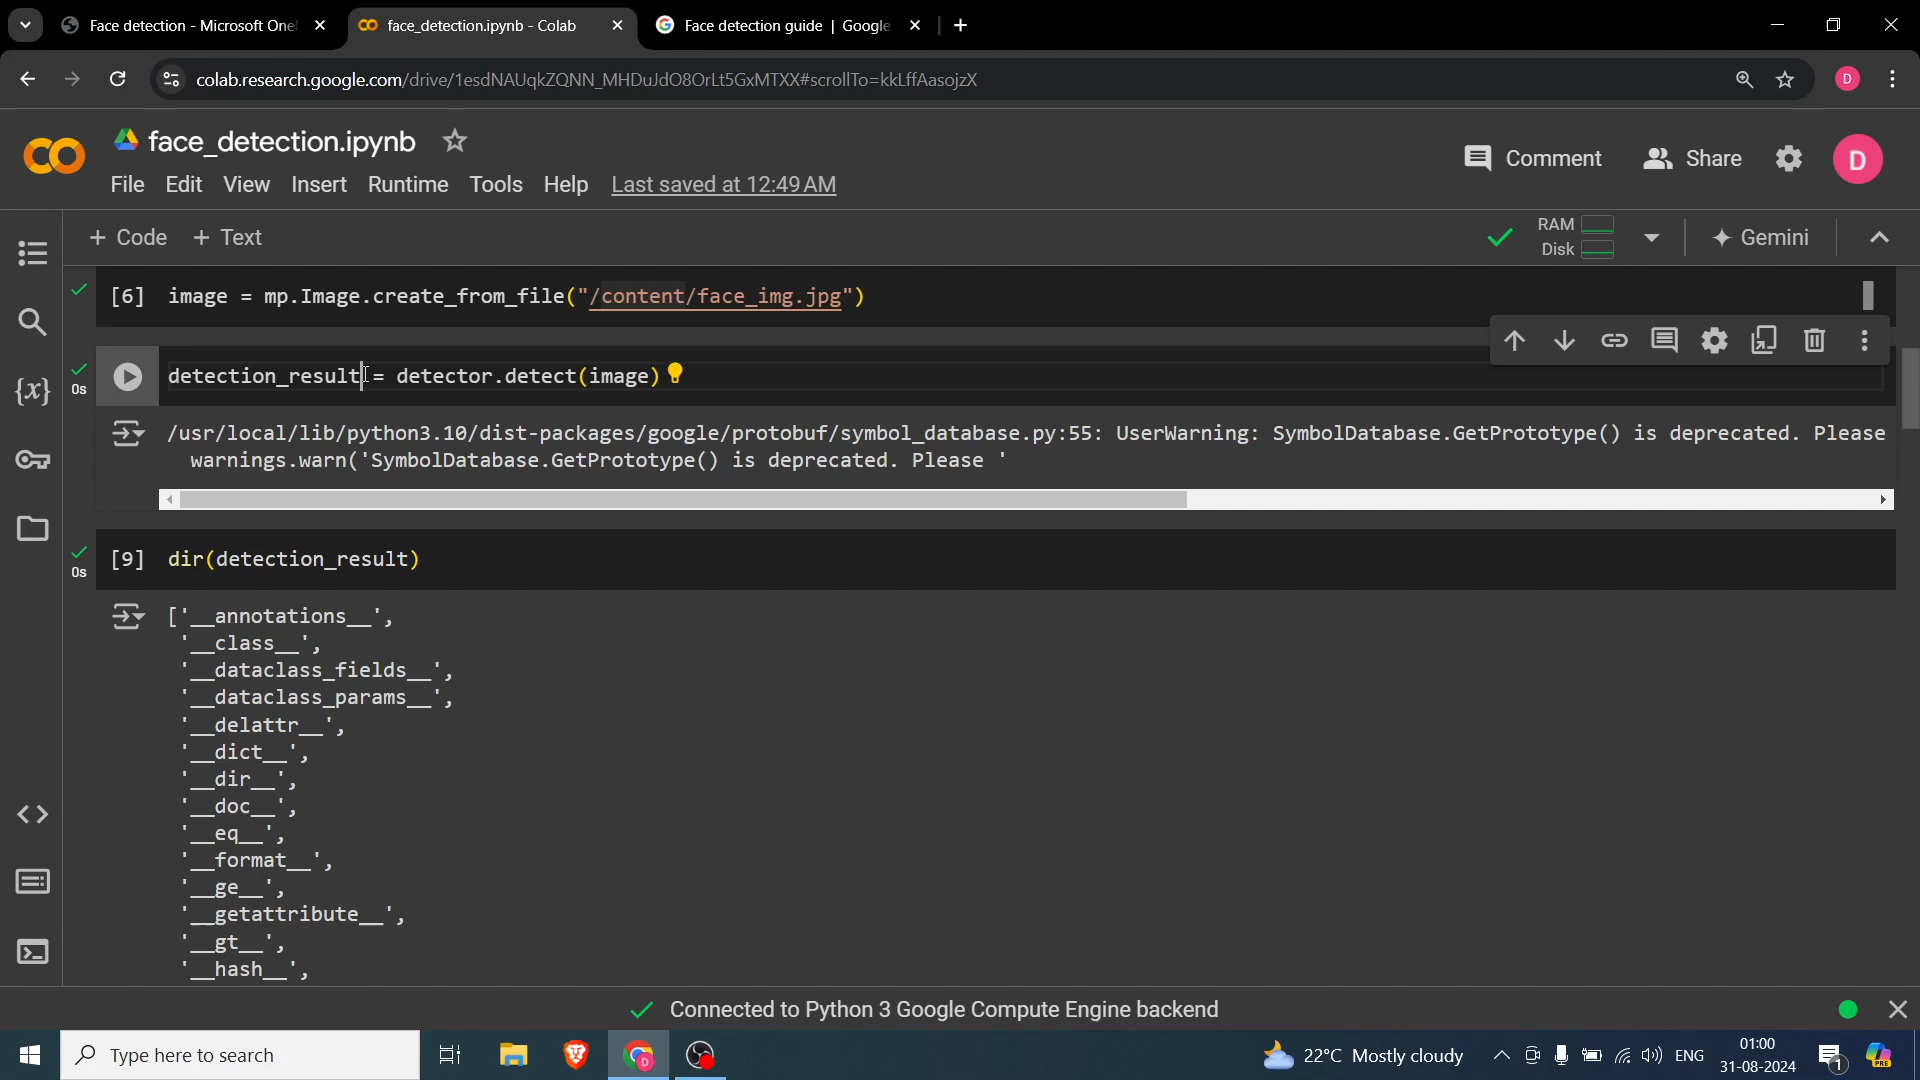 Face detection - Microsoft One
face_detection.ipynb - Colab
Face detection guide | Google
colab.research.google.com/drive/1esdNAUqkZQNN_MHDuJdO8OrLt5GxMTXX#scrollTo=kkLffAasojzX
D
face_detection.ipynb
File Edit View Insert Runtime Tools Help Last saved at 12:49 AM
Comment Share D
+ Code + Text
RAM
Disk
Gemini
[6] image = mp.Image.create_from_file("/content/face_img.jpg")
0s
detection_result = detector.detect(image)
/usr/local/lib/python3.10/dist-packages/google/protobuf/symbol_database.py:55: UserWarning: SymbolDatabase.GetPrototype() is deprecated. Please
warnings.warn('SymbolDatabase.GetPrototype() is deprecated. Please '
0s
[9] dir(detection_result)
['__annotations__',
'__class__',
'__dataclass_fields__',
'__dataclass_params__',
'__delattr__',
'__dict__',
'__dir__',
'__doc__',
'__eq__',
'__format__',
'__ge__',
'__getattribute__',
'__gt__',
'__hash__',
Connected to Python 3 Google Compute Engine backend
Type here to search
22°C Mostly cloudy
ENG
01:00
31-08-2024
1
PRE